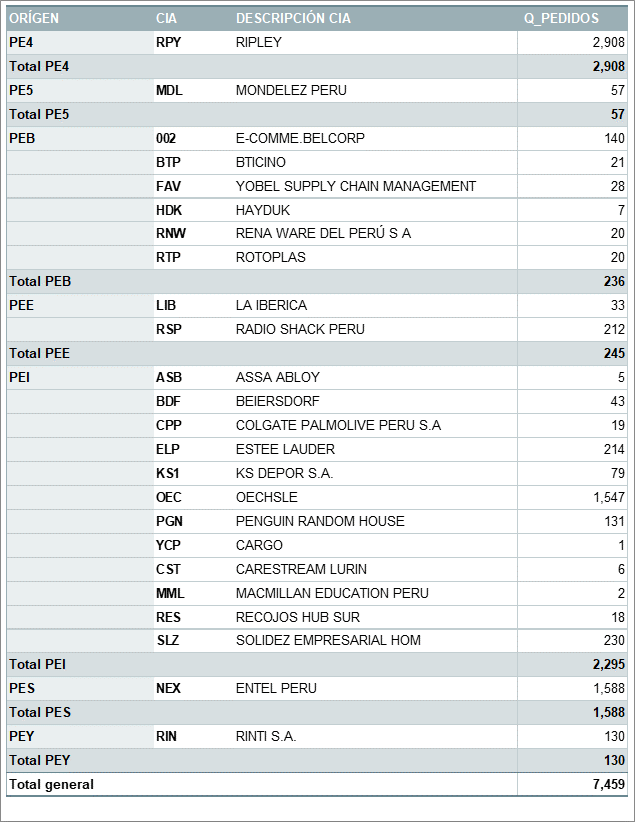 ORÍGEN CIA DESCRIPCIÓN CIA Q_PEDIDOS
PE4 RPY RIPLEY 2,908
Total PE4 2,908
PE5 MDL MONDELEZ PERU 57
Total PE5 57
PEB 002 E-COMME.BELCORP 140
BTP BTICINO 21
FAV YOBEL SUPPLY CHAIN MANAGEMENT 28
HDK HAYDUK 7
RNW RENA WARE DEL PERÚ S A 20
RTP ROTOPLAS 20
Total PEB 236
PEE LIB LA IBERICA 33
RSP RADIO SHACK PERU 212
Total PEE 245
PEI ASB ASSA ABLOY 5
BDF BEIERSDORF 43
CPP COLGATE PALMOLIVE PERU S.A 19
ELP ESTEE LAUDER 214
KS1 KS DEPOR S.A. 79
OEC OECHSLE 1,547
PGN PENGUIN RANDOM HOUSE 131
YCP CARGO 1
CST CARESTREAM LURIN 6
MML MACMILLAN EDUCATION PERU 2
RES RECOJOS HUB SUR 18
SLZ SOLIDEZ EMPRESARIAL HOM 230
Total PEI 2,295
PES NEX ENTEL PERU 1,588
Total PES 1,588
PEY RIN RINTI S.A. 130
Total PEY 130
Total general 7,459